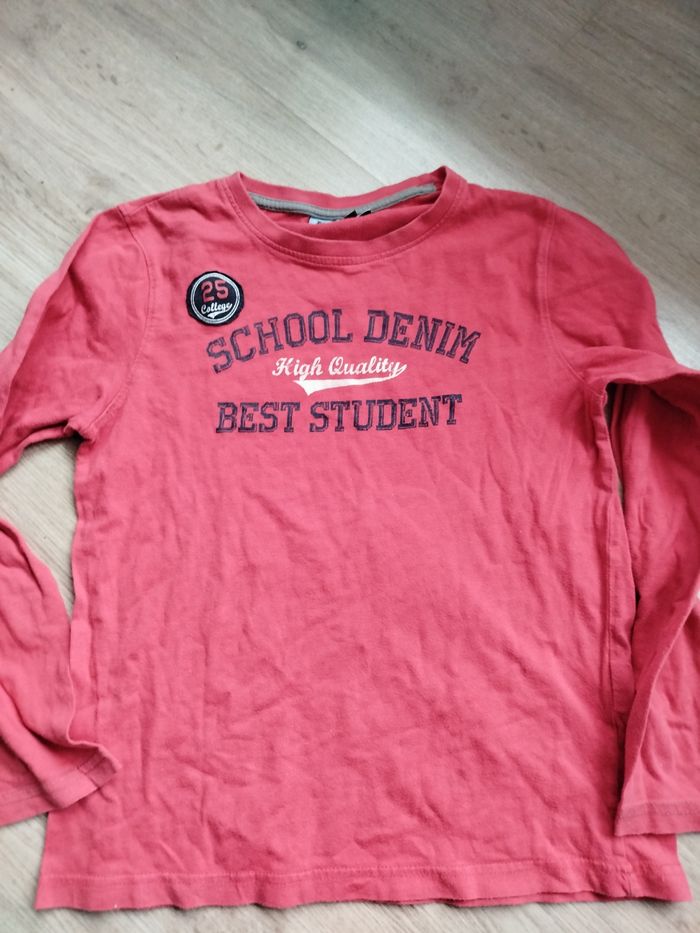 25
College
SCHOOL DENIM
High Quality
BEST STUDENT